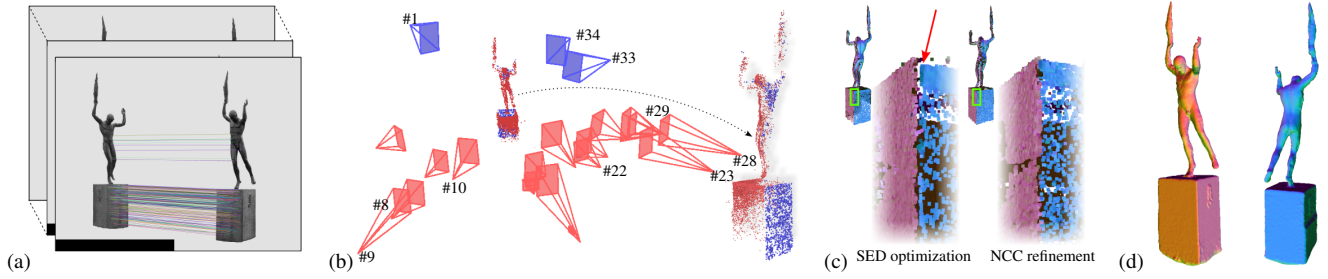 #1
#34
#33
#29
#28
#23
#22
#10
#8
#9
SED optimization
NCC refinement
(a)
(b)
(c)
(d)